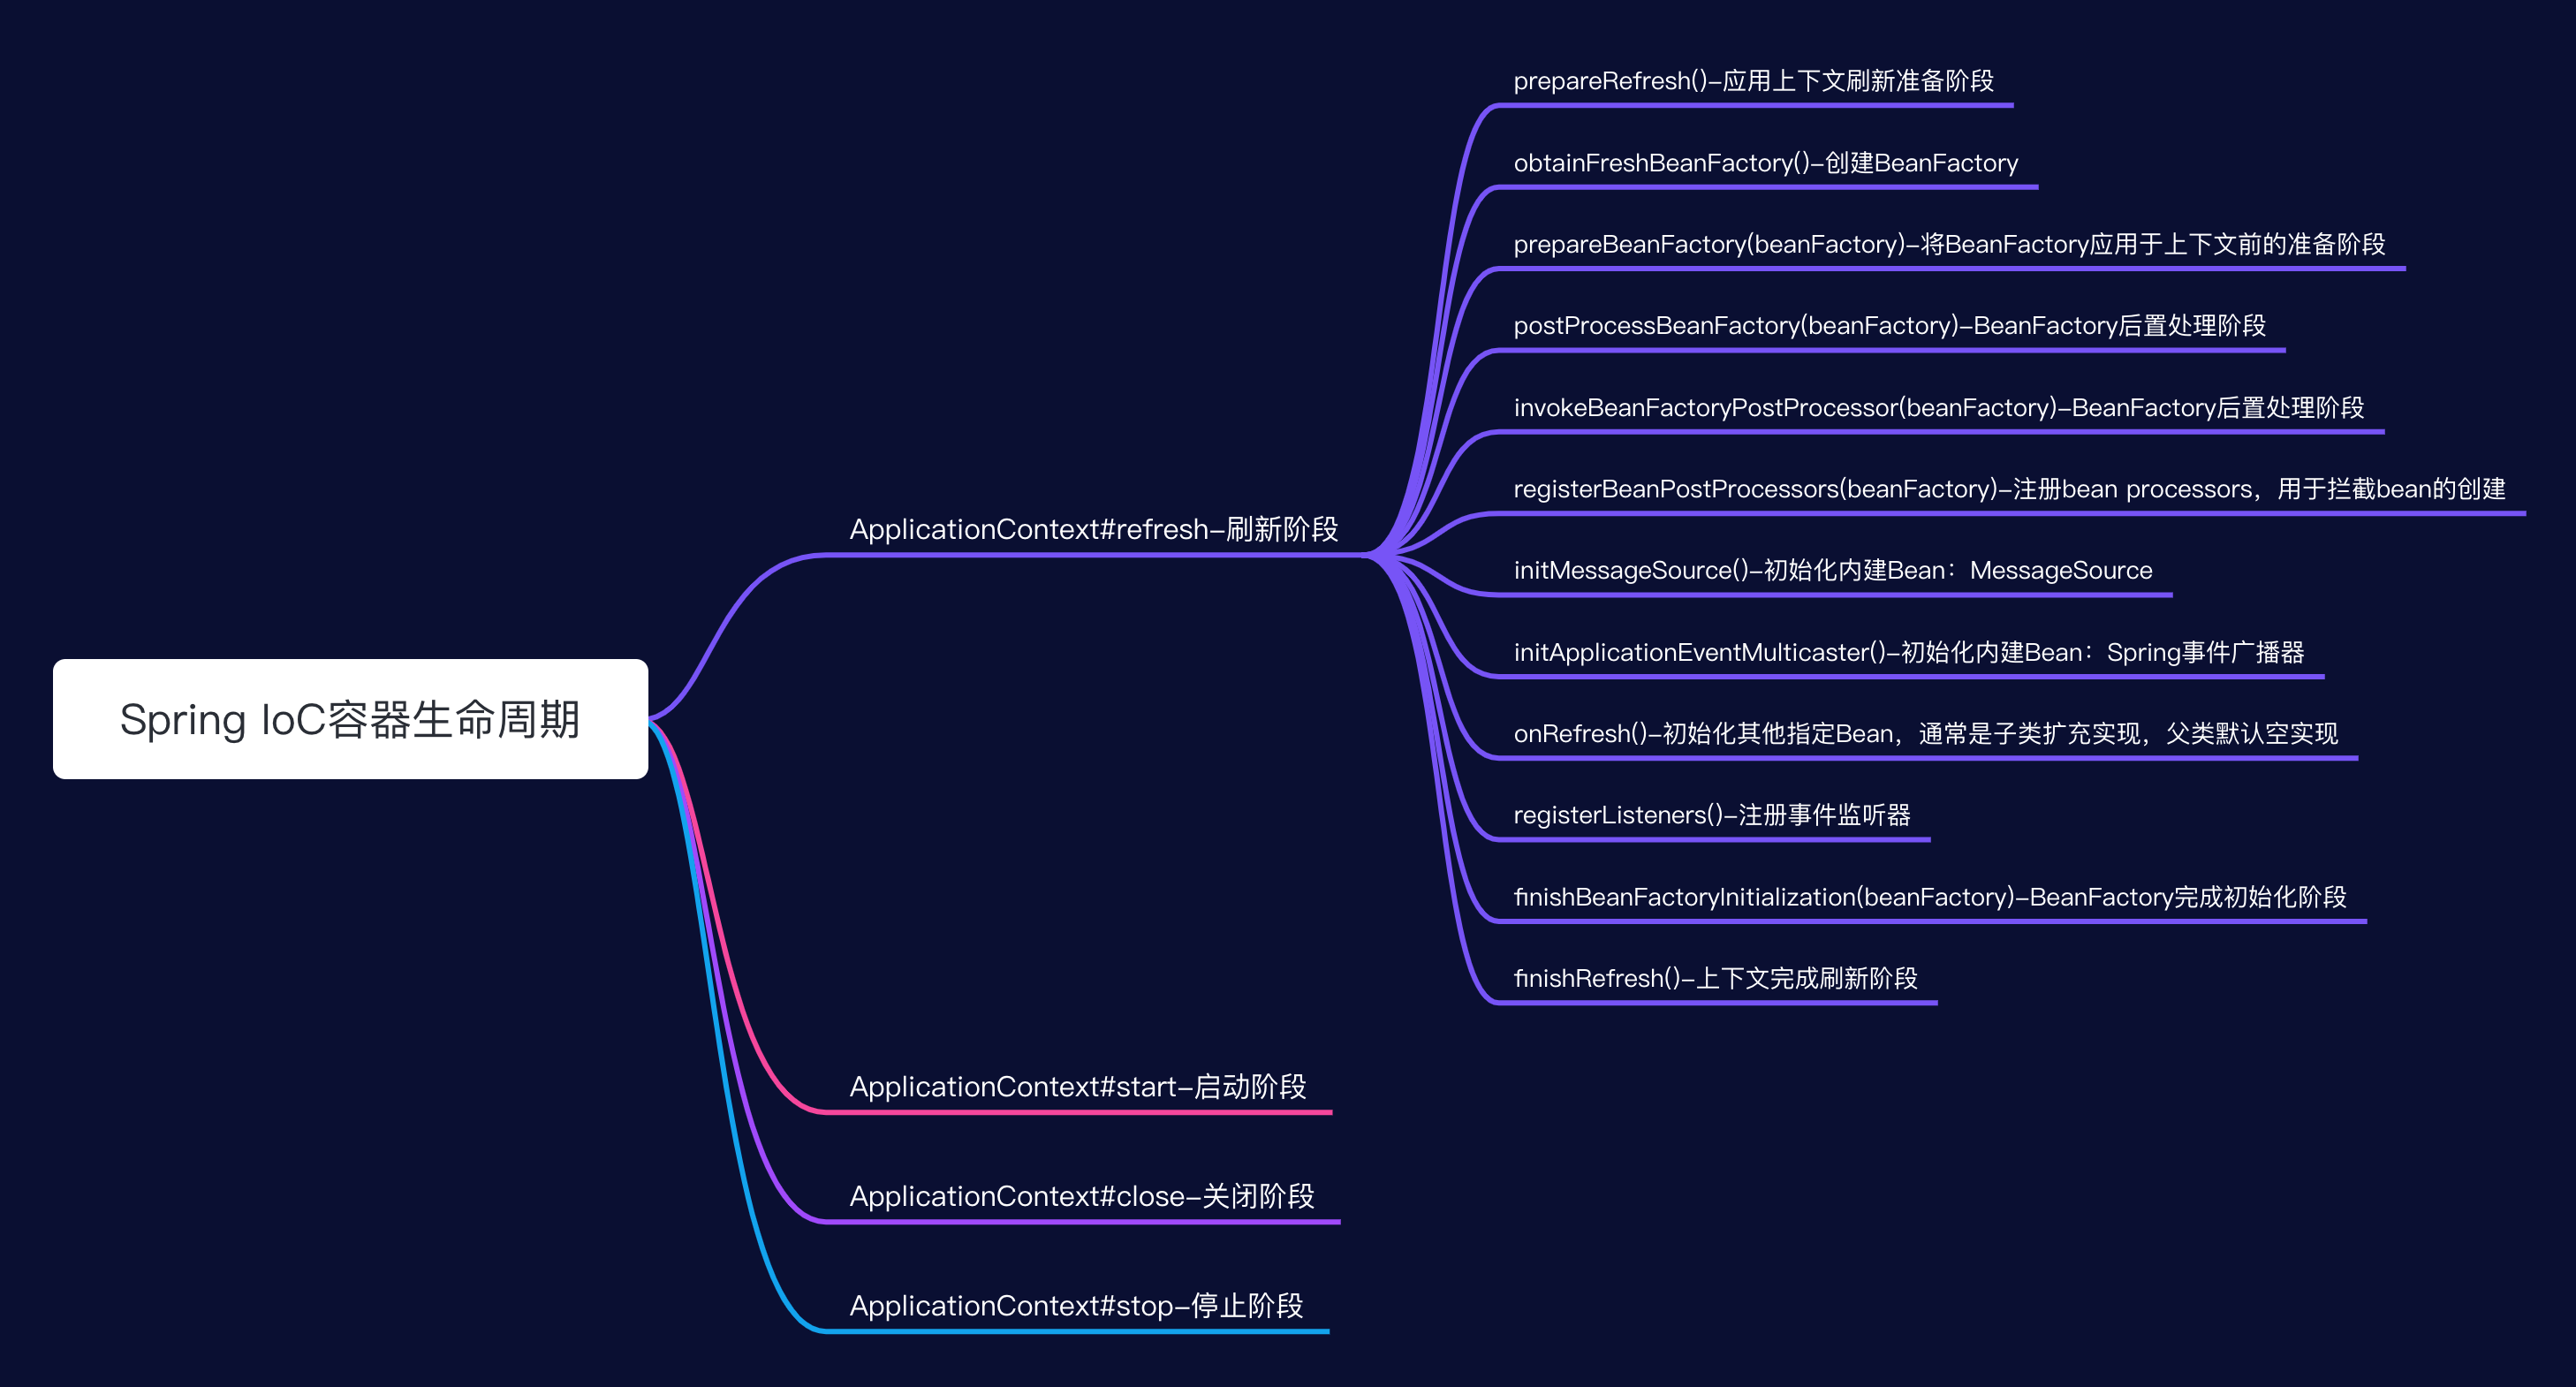 Spring IoC容器生命周期
ApplicationContext#refresh-刷新阶段
prepareRefresh()-应用上下文刷新准备阶段
obtainFreshBeanFactory()-创建BeanFactory
prepareBeanFactory(beanFactory)-将BeanFactory应用于上下文前的准备阶段
postProcessBeanFactory(beanFactory)-BeanFactory后置处理阶段
invokeBeanFactoryPostProcessor(beanFactory)-BeanFactory后置处理阶段
registerBeanPostProcessors(beanFactory)-注册bean processors，用于拦截bean的创建
initMessageSource()-初始化内建Bean：MessageSource
initApplicationEventMulticaster()-初始化内建Bean：Spring事件广播器
onRefresh()-初始化其他指定Bean，通常是子类扩充实现，父类默认空实现
registerListeners()-注册事件监听器
finishBeanFactoryInitialization(beanFactory)-BeanFactory完成初始化阶段
finishRefresh()-上下文完成刷新阶段
ApplicationContext#start-启动阶段
ApplicationContext#close-关闭阶段
ApplicationContext#stop-停止阶段